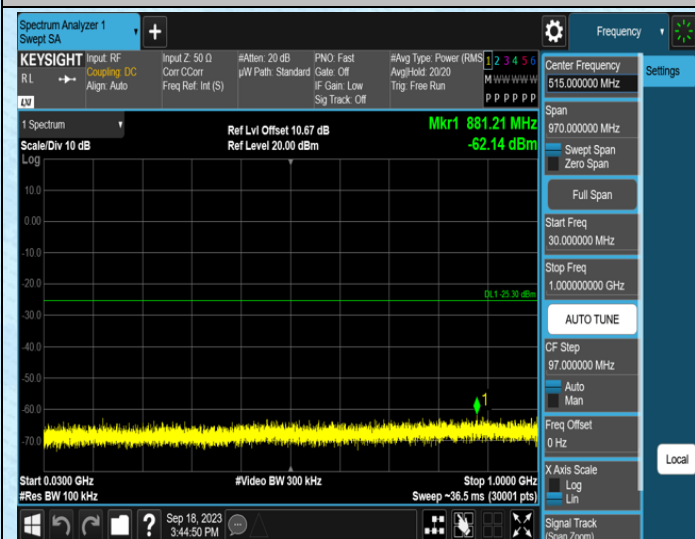 Spectrum Analyzer 1
Swept SA
+
Frequency
KEYSIGHT
RL
Input: RF
Coupling: DC
Align: Auto
Input Z: 50 Ω
Corr CCorr
Freq Ref: Int (S)
#Atten: 20 dB
µW Path: Standard
PNO: Fast
Gate: Off
IF Gain: Low
Sig Track: Off
#Avg Type: Power (RMS
Avg|Hold: 20/20
Trig: Free Run
1 2 3 4 5 6
M W W W W W
P P P P P P
1 Spectrum
Scale/Div 10 dB
Log
Ref Lvl Offset 10.67 dB
Ref Level 20.00 dBm
Mkr1 881.21 MHz
-62.14 dBm
10.0
0.00
-10.0
-20.0
DL1 -25.30 dBm
-30.0
-40.0
-50.0
-60.0
1
-70.0
Start 0.0300 GHz
#Res BW 100 kHz
#Video BW 300 kHz
Stop 1.0000 GHz
Sweep ~36.5 ms (30001 pts)
?
Sep 18, 2023
3:44:50 PM
Center Frequency
515.000000 MHz
Settings
Span
970.000000 MHz
Swept Span
Zero Span
Full Span
Start Freq
30.000000 MHz
Stop Freq
1.000000000 GHz
AUTO TUNE
CF Step
97.000000 MHz
Auto
Man
Freq Offset
0 Hz
X Axis Scale
Log
Lin
Local
Signal Track
(Span Zoom)